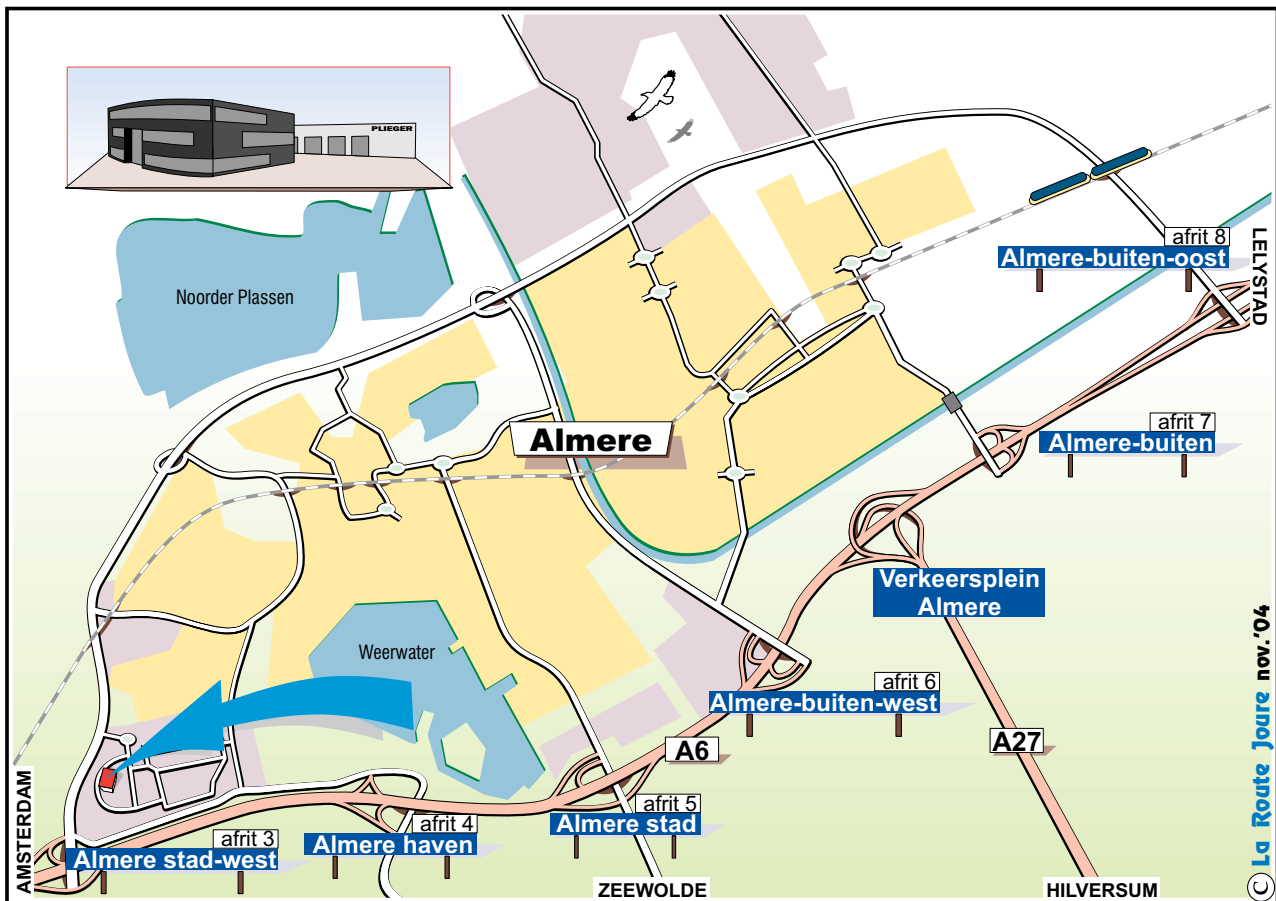 PLIEGER
Noorder Plassen
afrit 8
Almere-buiten-oost
LELYSTAD
afrit 7
Almere-buiten
Almere
Verkeersplein
Almere
Weerwater
afrit 6
Almere-buiten-west
A6
A27
afrit 5
Almere stad
afrit 4
Almere haven
afrit 3
Almere stad-west
AMSTERDAM
ZEEWOLDE
HILVERSUM
© La Route Joure nov.'04